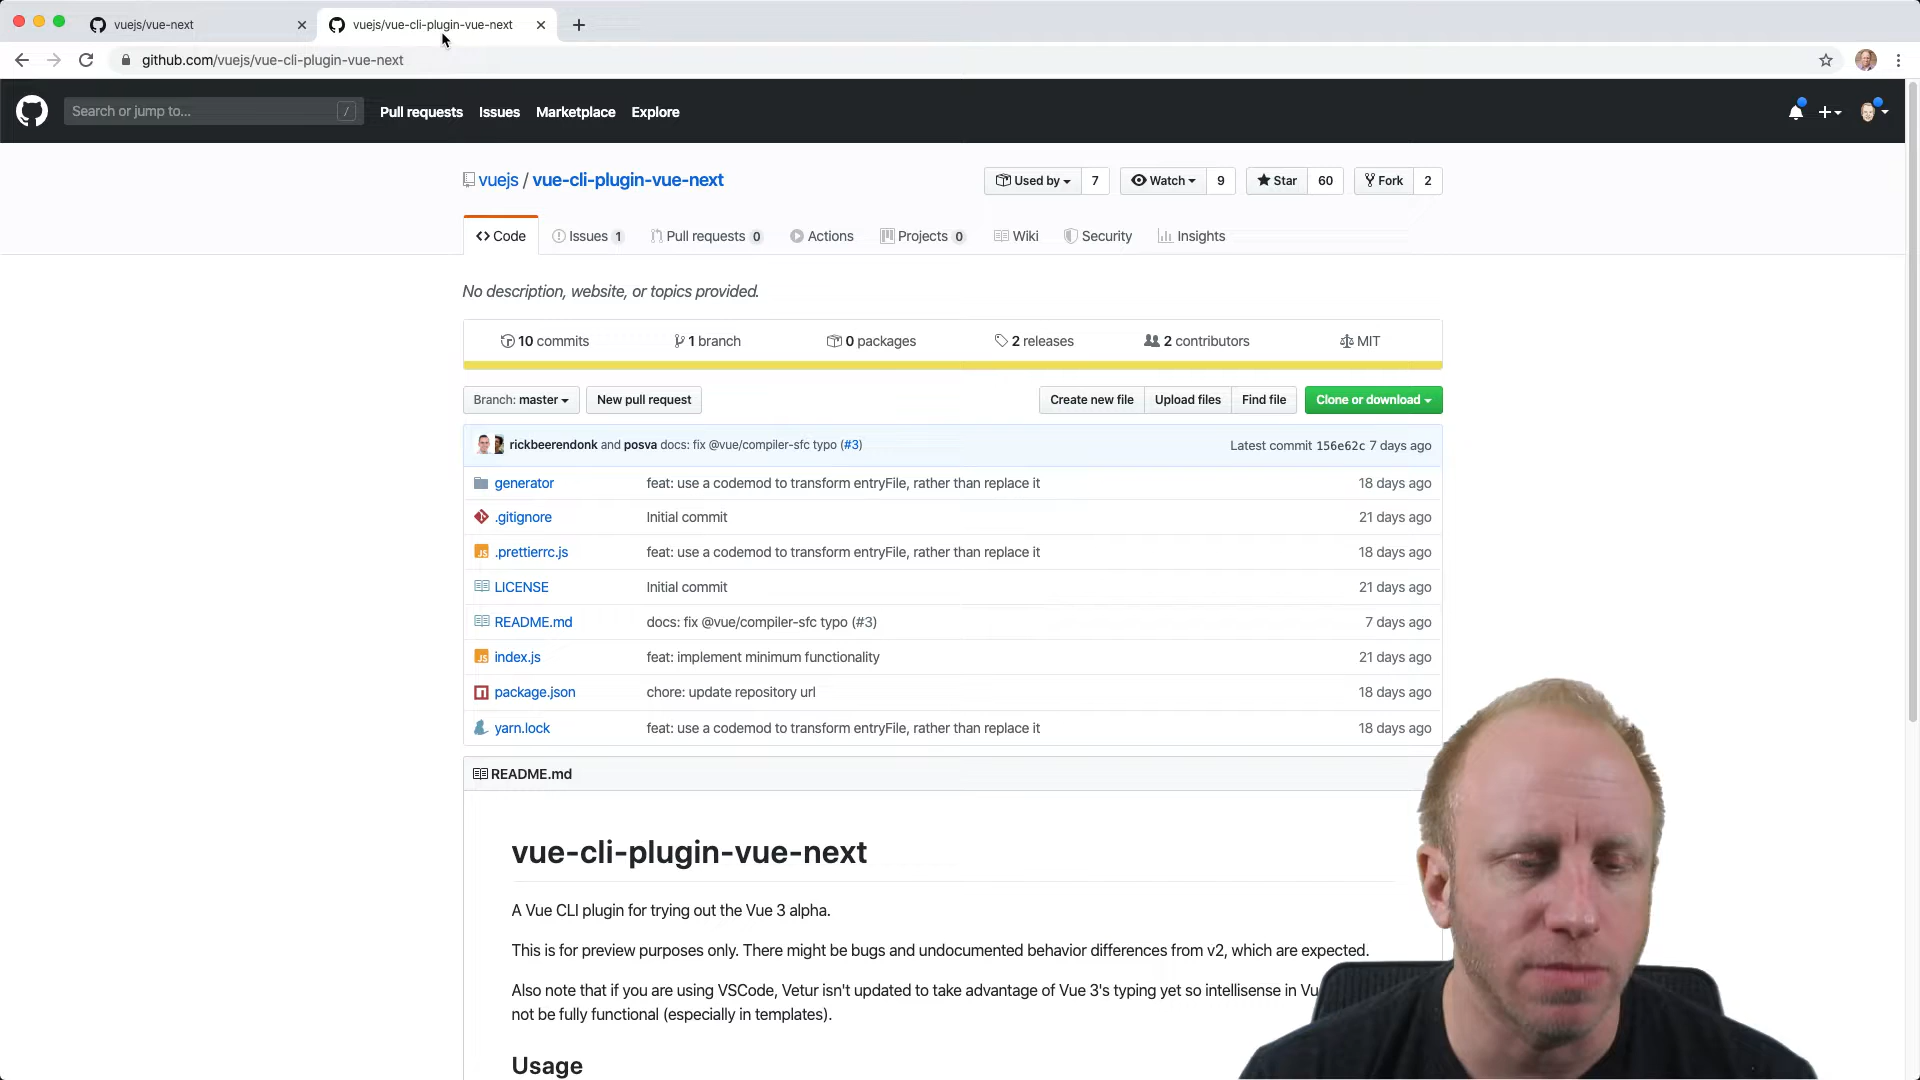 vuejs/vue-next
vuejs/vue-cli-plugin-vue-next
github.com/vuejs/vue-cli-plugin-vue-next
Search or jump to... /
Pull requests Issues Marketplace Explore
vuejs / vue-cli-plugin-vue-next
Used by 7 Watch 9 Star 60 Fork 2
Code Issues 1 Pull requests 0 Actions Projects 0 Wiki Security Insights
No description, website, or topics provided.
10 commits 1 branch 0 packages 2 releases 2 contributors MIT
Branch: master New pull request Create new file Upload files Find file Clone or download
rickbeerendonk and posva docs: fix @vue/compiler-sfc typo (#3) Latest commit 156e62c 7 days ago
generator feat: use a codemod to transform entryFile, rather than replace it 18 days ago
.gitignore Initial commit 21 days ago
.prettierrc.js feat: use a codemod to transform entryFile, rather than replace it 18 days ago
LICENSE Initial commit 21 days ago
README.md docs: fix @vue/compiler-sfc typo (#3) 7 days ago
index.js feat: implement minimum functionality 21 days ago
package.json chore: update repository url 18 days ago
yarn.lock feat: use a codemod to transform entryFile, rather than replace it 18 days ago
README.md
vue-cli-plugin-vue-next
A Vue CLI plugin for trying out the Vue 3 alpha.
This is for preview purposes only. There might be bugs and undocumented behavior differences from v2, which are expected.
Also note that if you are using VSCode, Vetur isn't updated to take advantage of Vue 3's typing yet so intellisense in Vu
not be fully functional (especially in templates).
Usage